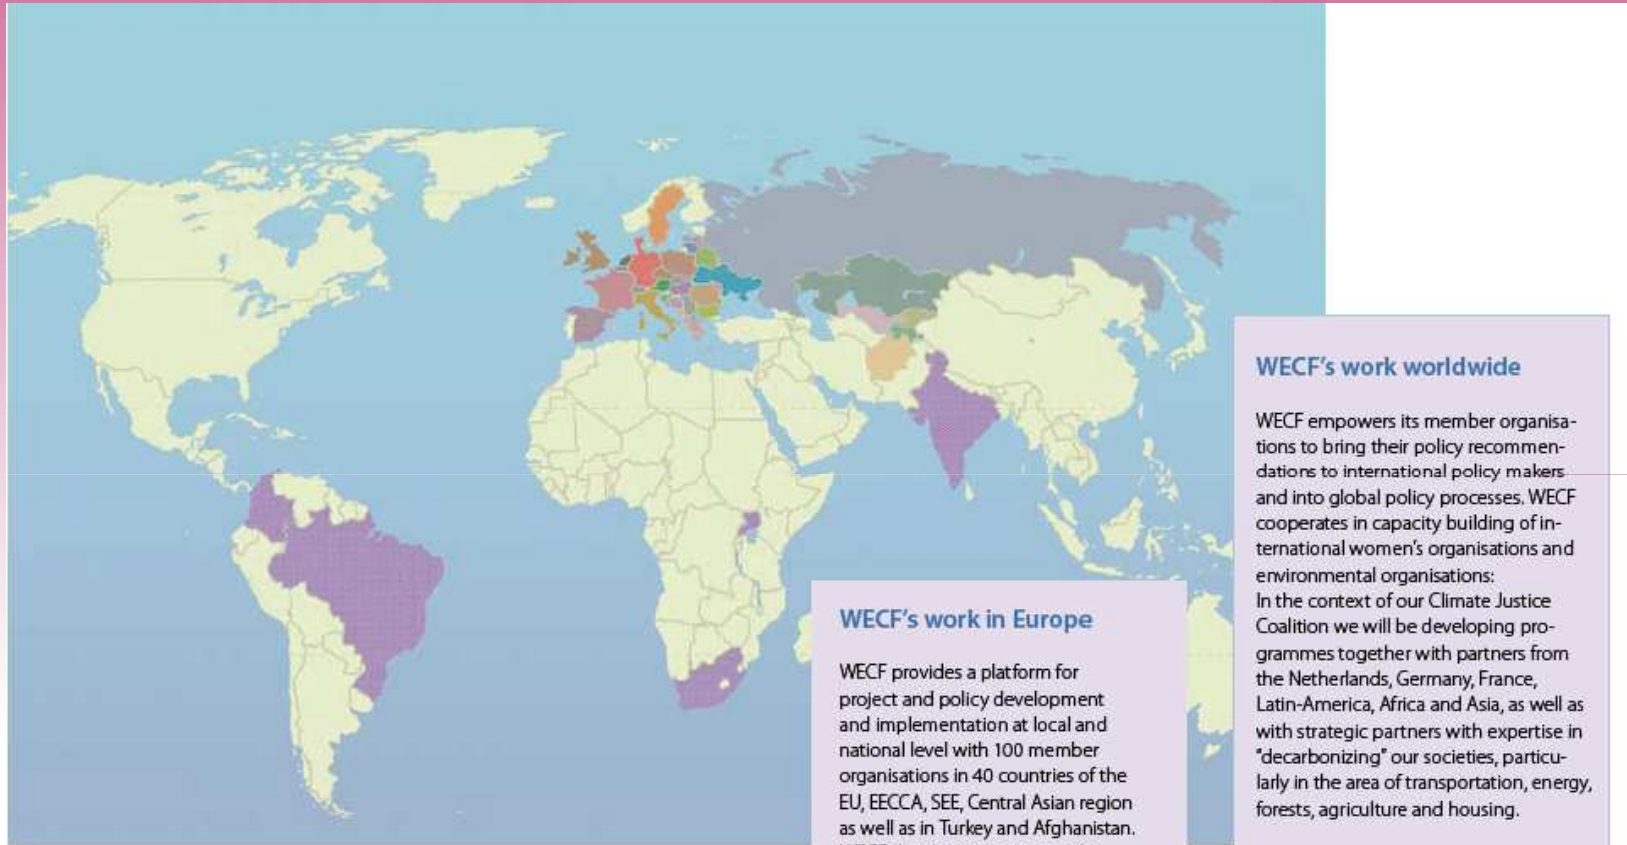 WECF's work in Europe
WECF provides a platform for
project and policy development
and implementation at local and
national level with 100 member
organisations in 40 countries of the
EU, EECCA, SEE, Central Asian region
as well as in Turkey and Afghanistan.
WECF's work worldwide
WECF empowers its member organisa-
tions to bring their policy recommen-
dations to international policy makers
and into global policy processes. WECF
cooperates in capacity building of in-
ternational women's organisations and
environmental organisations:
In the context of our Climate Justice
Coalition we will be developing pro-
grammes together with partners from
the Netherlands, Germany, France,
Latin-America, Africa and Asia, as well as
with strategic partners with expertise in
"decarbonizing" our societies, particu-
larly in the area of transportation, energy,
forests, agriculture and housing.